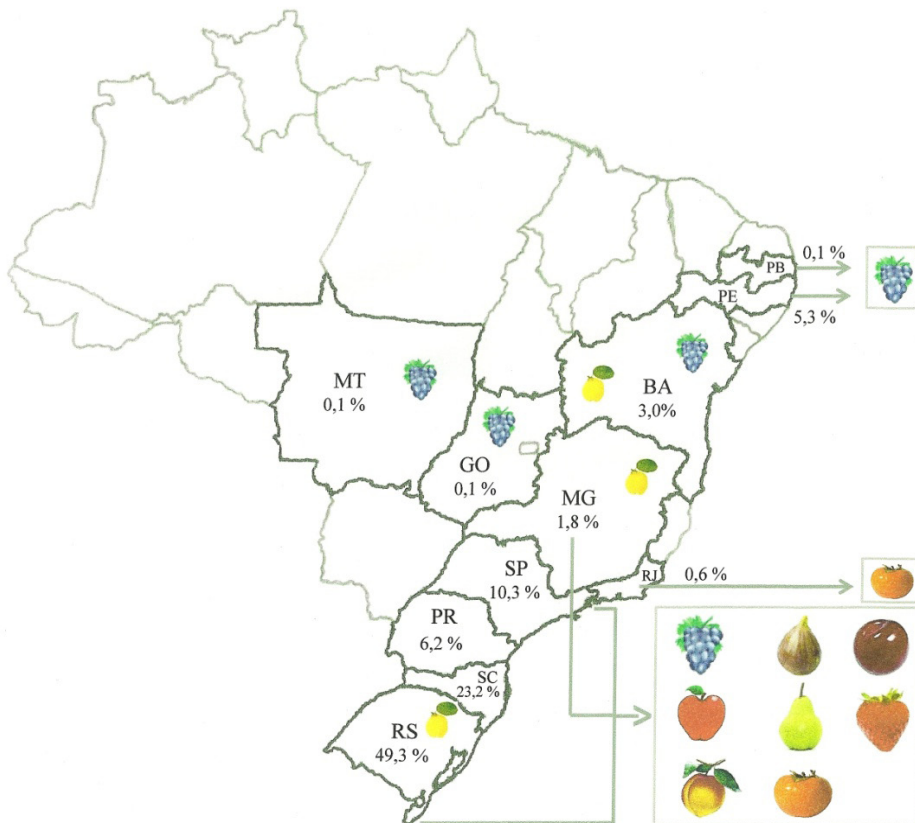 0,1 %
PB
PE
5,3 %
MT
0,1 %
BA
3,0%
GO
0,1 %
MG
1,8 %
RJ
0,6 %
SP
10,3 %
PR
6,2 %
SC
23,2 %
RS
49,3 %